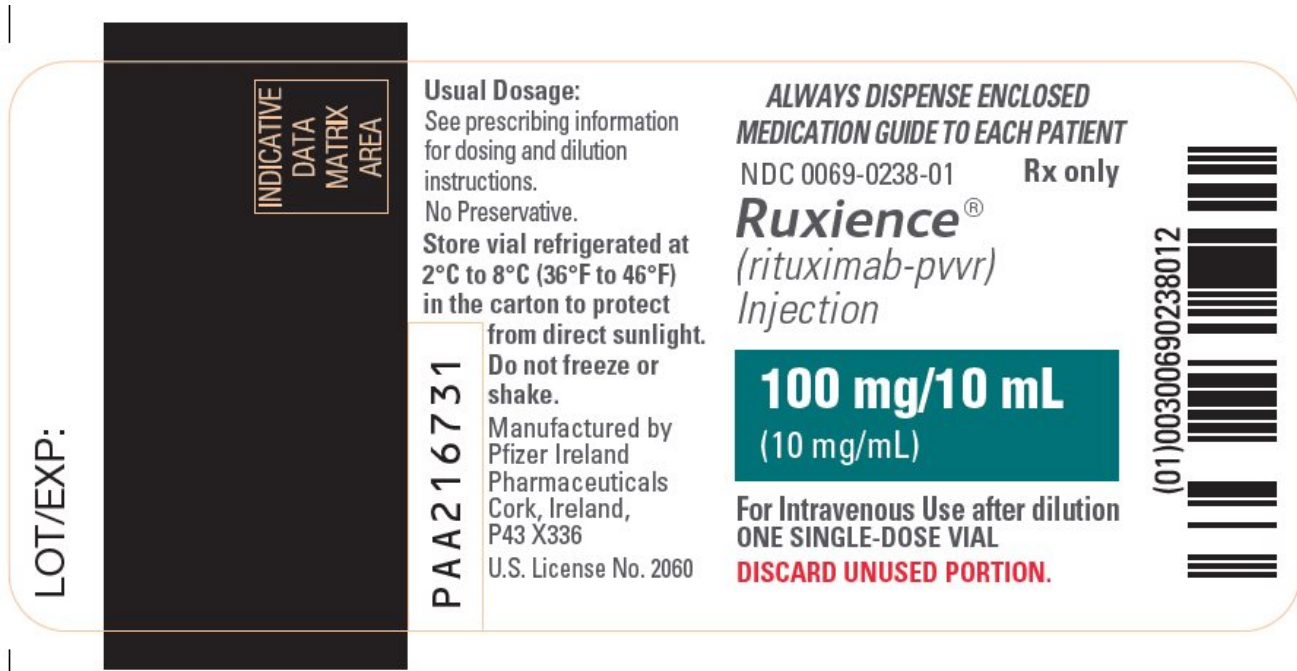 LOT/EXP:
INDICATIVE
DATA
MATRIX
AREA
Usual Dosage:
See prescribing information
for dosing and dilution
instructions.
No Preservative.
Store vial refrigerated at
2°C to 8°C (36°F to 46°F)
in the carton to protect
from direct sunlight.
Do not freeze or
shake.
Manufactured by
Pfizer Ireland
Pharmaceuticals
Cork, Ireland,
P43 X336
U.S. License No. 2060
PAA216731
ALWAYS DISPENSE ENCLOSED
MEDICATION GUIDE TO EACH PATIENT
NDC 0069-0238-01 Rx only
Ruxience®
(rituximab-pvvr)
Injection
100 mg/10 mL
(10 mg/mL)
For Intravenous Use after dilution
ONE SINGLE-DOSE VIAL
DISCARD UNUSED PORTION.
(01)00300690238012